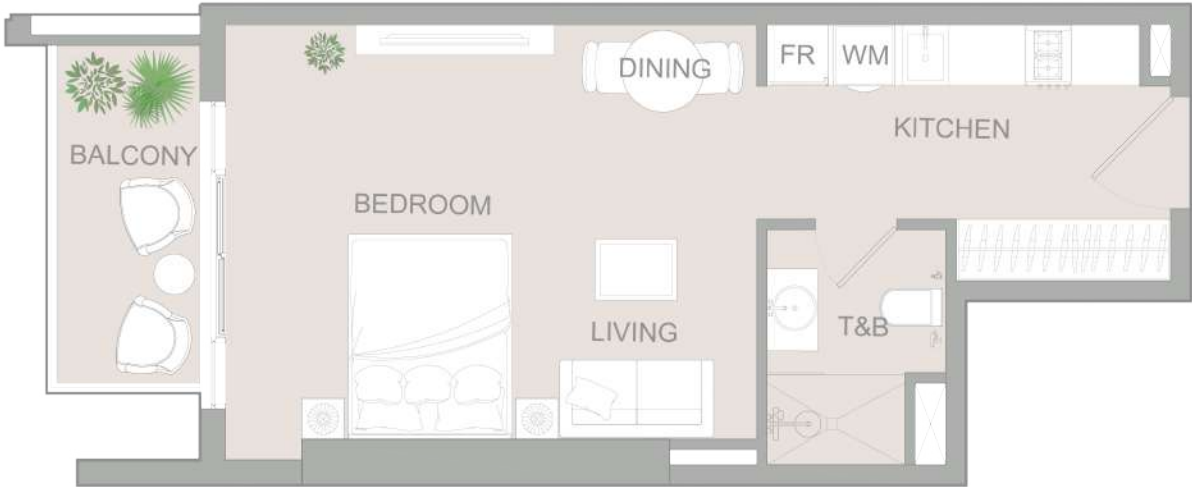 DINING
FR
WM
KITCHEN
BALCONY
BEDROOM
LIVING
T&B